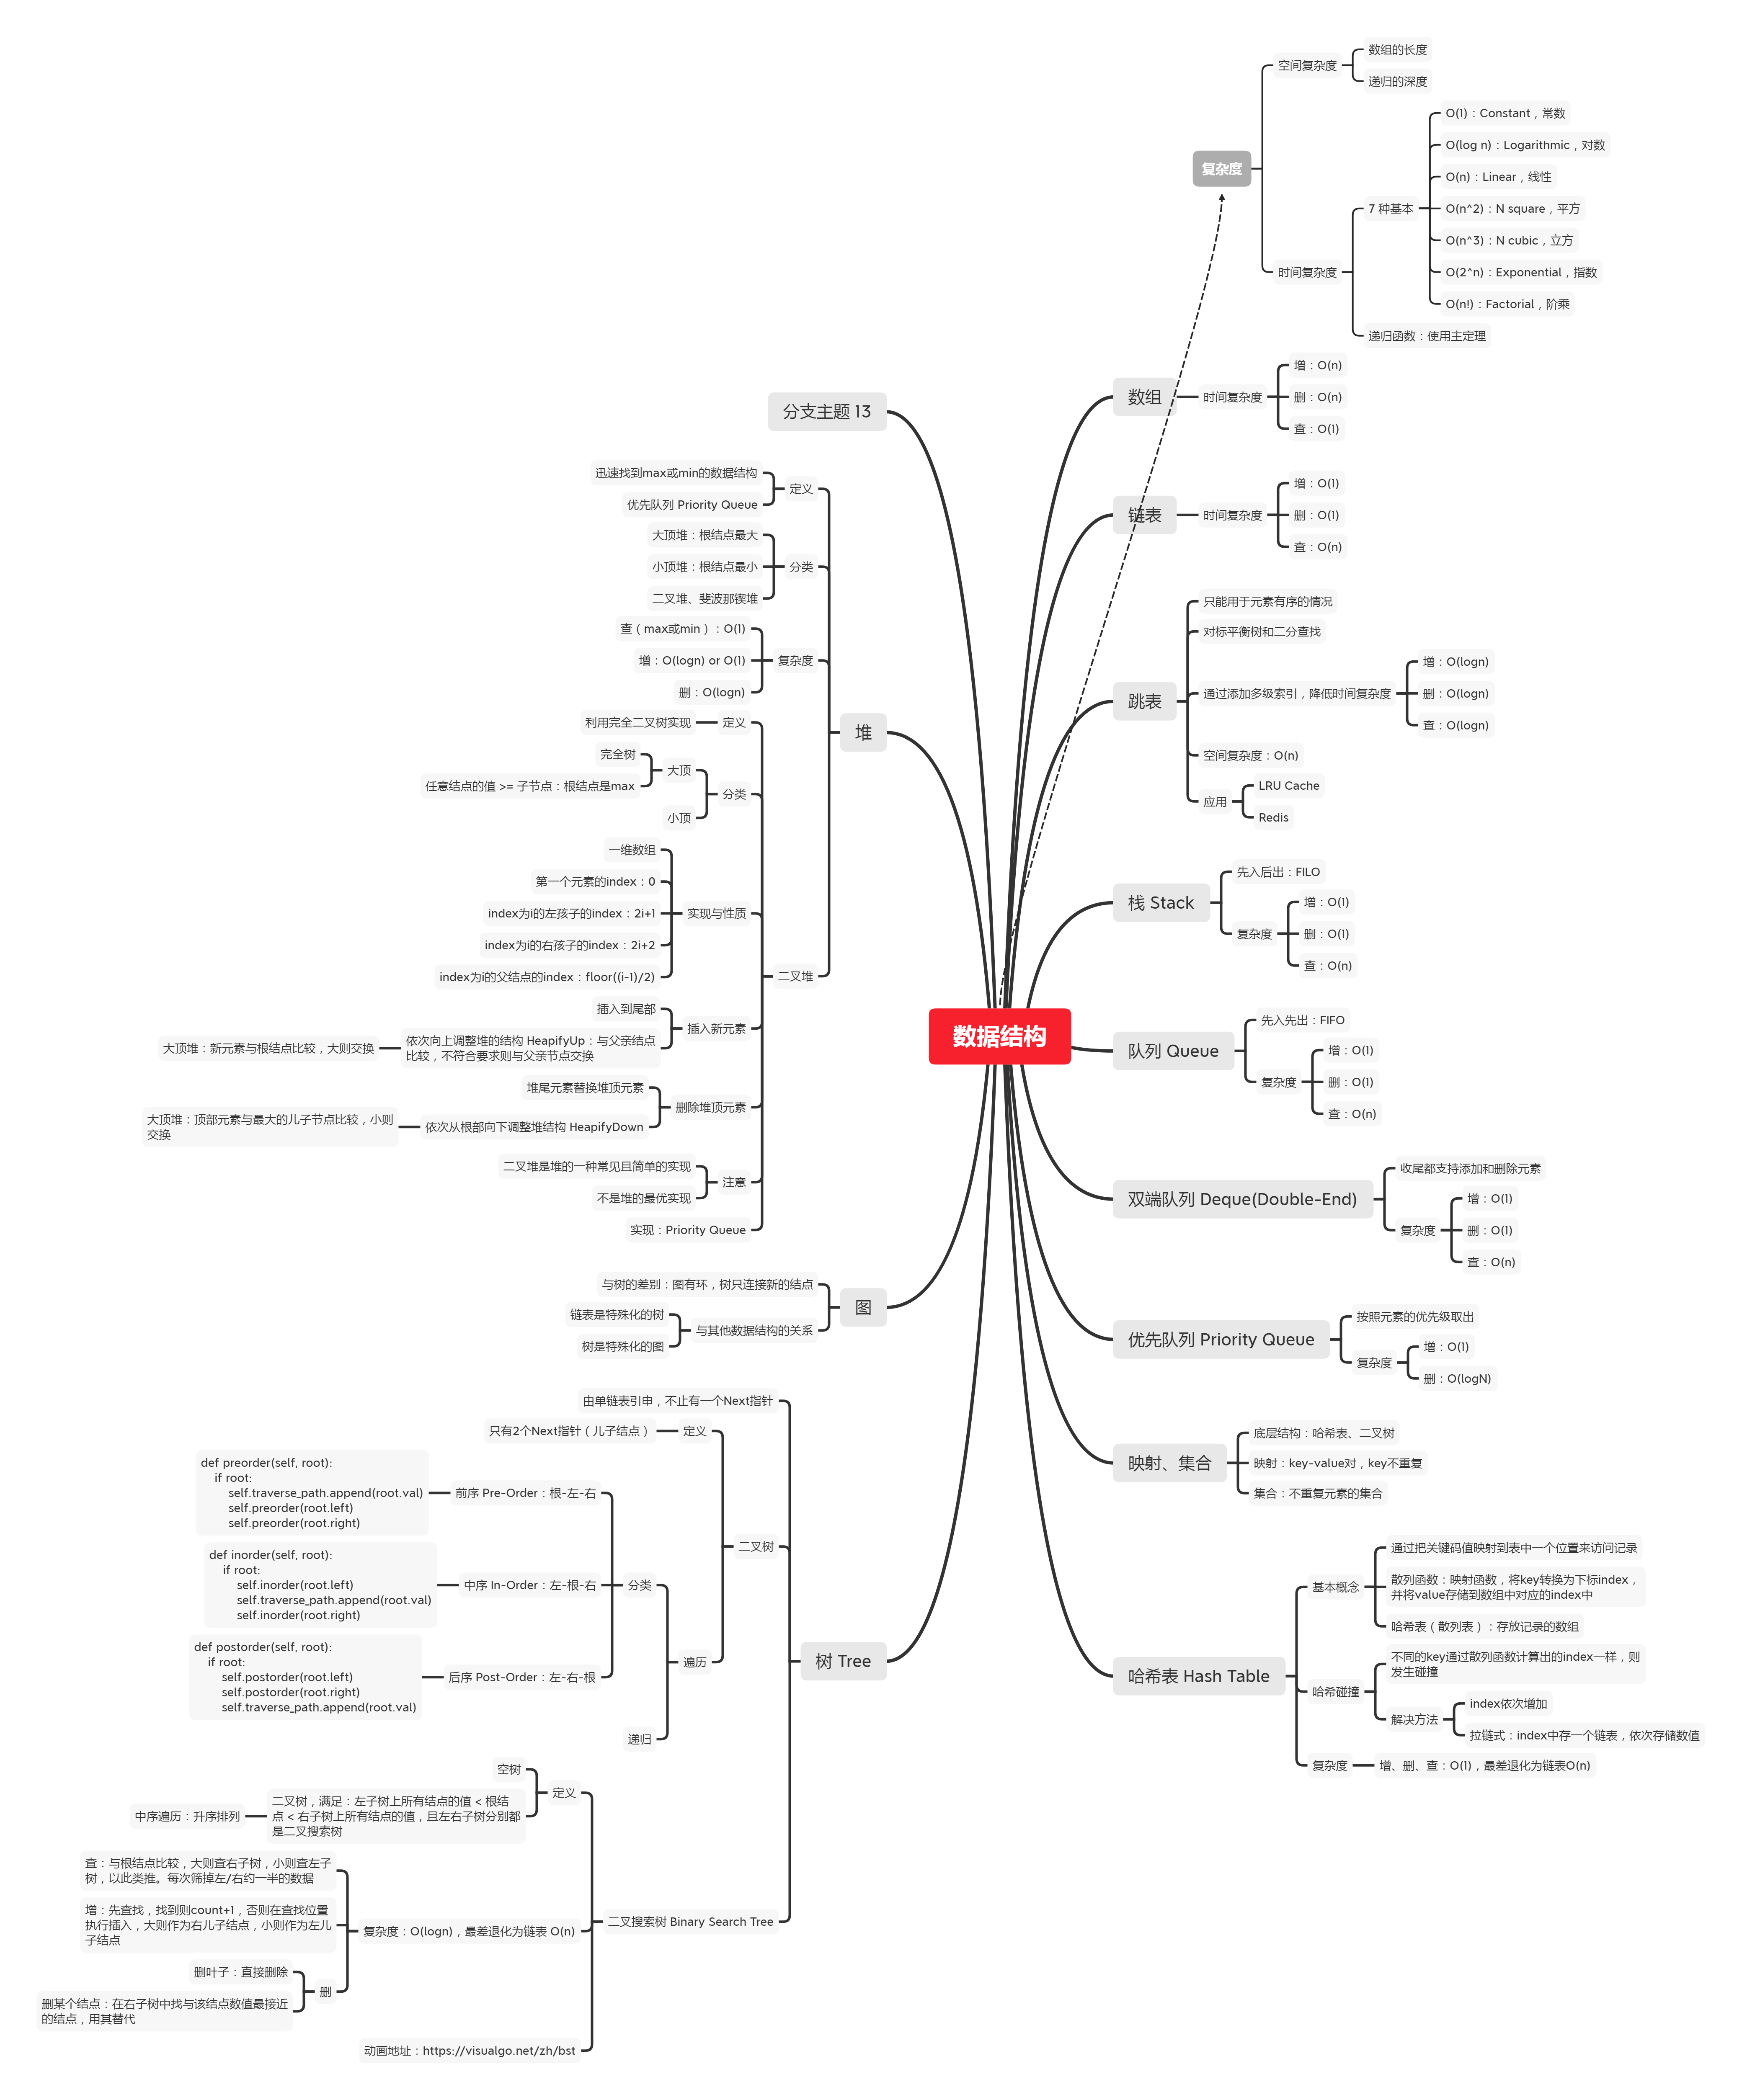 数据结构
复杂度
空间复杂度
数组的长度
递归的深度
时间复杂度
7 种基本
O(1)：Constant，常数
O(log n)：Logarithmic，对数
O(n)：Linear，线性
O(n^2)：N square，平方
O(n^3)：N cubic，立方
O(2^n)：Exponential，指数
O(n!)：Factorial，阶乘
递归函数：使用主定理
数组
时间复杂度
增：O(n)
删：O(n)
查：O(1)
链表
时间复杂度
增：O(1)
删：O(1)
查：O(n)
跳表
只能用于元素有序的情况
对标平衡树和二分查找
通过添加多级索引，降低时间复杂度
增：O(logn)
删：O(logn)
查：O(logn)
空间复杂度：O(n)
应用
LRU Cache
Redis
栈 Stack
先入后出：FILO
复杂度
增：O(1)
删：O(1)
查：O(n)
队列 Queue
先入先出：FIFO
复杂度
增：O(1)
删：O(1)
查：O(n)
双端队列 Deque(Double-End)
收尾都支持添加和删除元素
复杂度
增：O(1)
删：O(1)
查：O(n)
优先队列 Priority Queue
按照元素的优先级取出
复杂度
增：O(1)
删：O(logN)
映射、集合
底层结构：哈希表、二叉树
映射：key-value对，key不重复
集合：不重复元素的集合
哈希表 Hash Table
基本概念
通过把关键码值映射到表中一个位置来访问记录
散列函数：映射函数，将key转换为下标index，
并将value存储到数组中对应的index中
哈希表（散列表）：存放记录的数组
哈希碰撞
不同的key通过散列函数计算出的index一样，则
发生碰撞
解决方法
index依次增加
拉链式：index中存一个链表，依次存储数值
复杂度
增、删、查：O(1)，最差退化为链表O(n)
分支主题 13
堆
定义
迅速找到max或min的数据结构
优先队列 Priority Queue
分类
大顶堆：根结点最大
小顶堆：根结点最小
二叉堆、斐波那锲堆
复杂度
查（max或min）：O(1)
增：O(logn) or O(1)
删：O(logn)
二叉堆
定义
利用完全二叉树实现
分类
大顶
完全树
任意结点的值 >= 子节点：根结点是max
小顶
实现与性质
一维数组
第一个元素的index：0
index为i的左孩子的index：2i+1
index为i的右孩子的index：2i+2
index为i的父结点的index：floor((i-1)/2)
插入新元素
插入到尾部
依次向上调整堆的结构 HeapifyUp：与父亲结点
比较，不符合要求则与父亲节点交换
大顶堆：新元素与根结点比较，大则交换
删除堆顶元素
堆尾元素替换堆顶元素
依次从根部向下调整堆结构 HeapifyDown
大顶堆：顶部元素与最大的儿子节点比较，小则
交换
注意
二叉堆是堆的一种常见且简单的实现
不是堆的最优实现
实现：Priority Queue
图
与树的差别：图有环，树只连接新的结点
与其他数据结构的关系
链表是特殊化的树
树是特殊化的图
树 Tree
由单链表引申，不止有一个Next指针
二叉树
定义
只有2个Next指针（儿子结点）
遍历
分类
前序 Pre-Order：根-左-右
def preorder(self, root):
if root:
self.traverse_path.append(root.val)
self.preorder(root.left)
self.preorder(root.right)
中序 In-Order：左-根-右
def inorder(self, root):
if root:
self.inorder(root.left)
self.traverse_path.append(root.val)
self.inorder(root.right)
后序 Post-Order：左-右-根
def postorder(self, root):
if root:
self.postorder(root.left)
self.postorder(root.right)
self.traverse_path.append(root.val)
递归
二叉搜索树 Binary Search Tree
定义
空树
二叉树，满足：左子树上所有结点的值 < 根结
点 < 右子树上所有结点的值，且左右子树分别都
是二叉搜索树
中序遍历：升序排列
复杂度：O(logn)，最差退化为链表 O(n)
查：与根结点比较，大则查右子树，小则查左子
树，以此类推。每次筛掉左/右约一半的数据
增：先查找，找到则count+1，否则在查找位置
执行插入，大则作为右儿子结点，小则作为左儿
子结点
删
删叶子：直接删除
删某个结点：在右子树中找与该结点数值最接近
的结点，用其替代
动画地址：https://visualgo.net/zh/bst